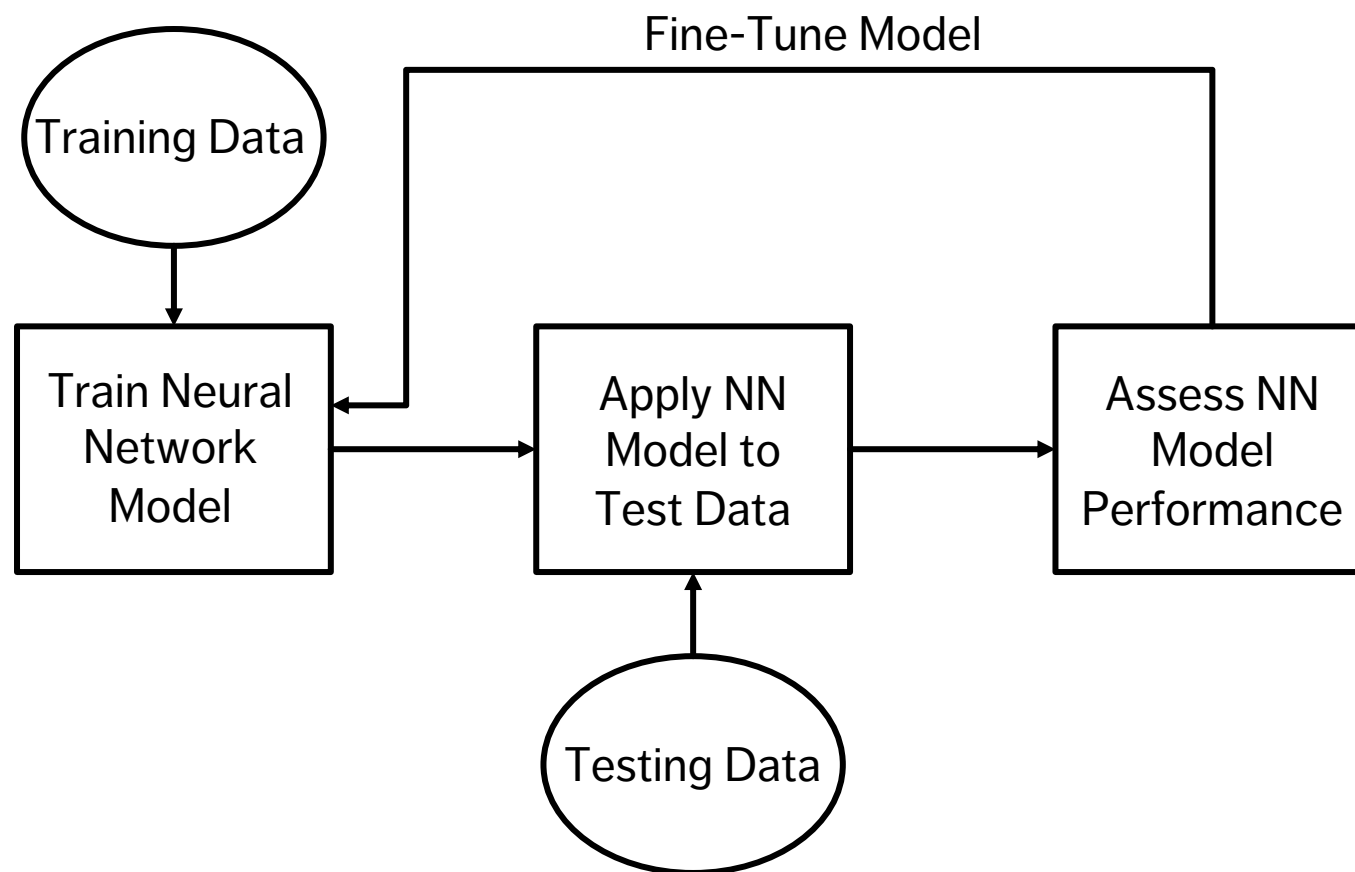 Fine-Tune Model
Training Data
Train Neural
Network
Model
Apply NN
Model to
Test Data
Assess NN
Model
Performance
Testing Data